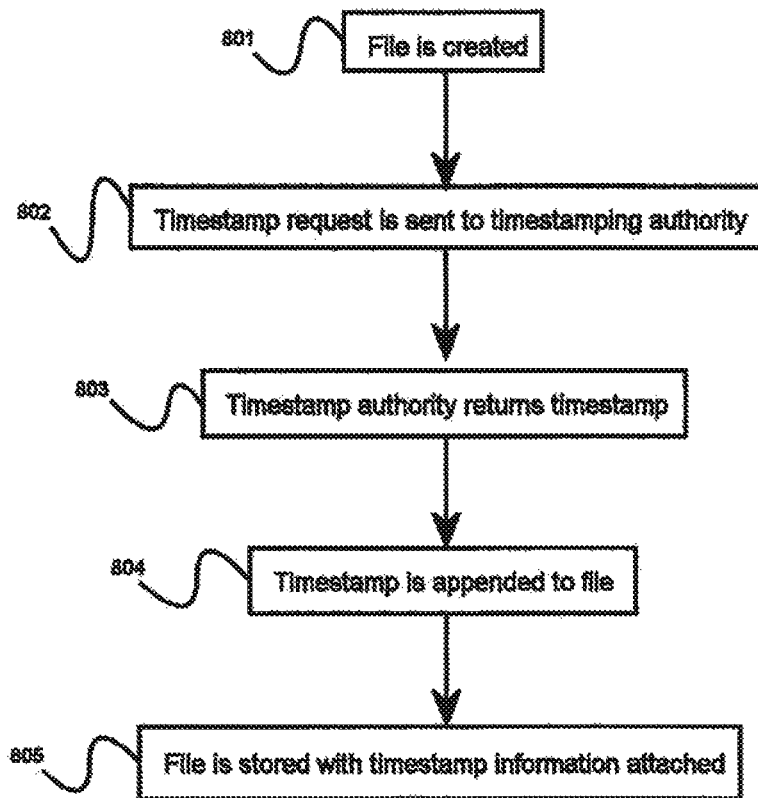 801
File is created
802
Timestamp request is sent to timestamping authority
803
Timestamp authority returns timestamp
804
Timestamp is appended to file
805
File is stored with timestamp information attached